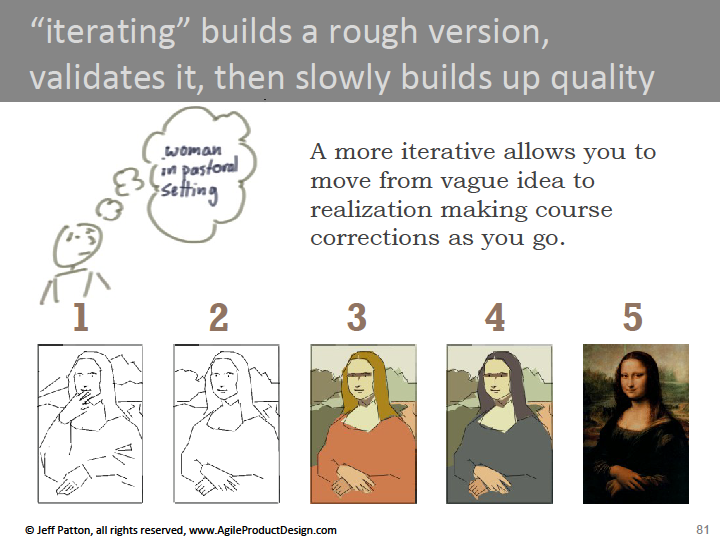 “iterating” builds a rough version,
validates it, then slowly builds up quality
woman
in pastoral
setting
A more iterative allows you to
move from vague idea to
realization making course
corrections as you go.
1 2 3 4 5
© Jeff Patton, all rights reserved, www.AgileProductDesign.com
81